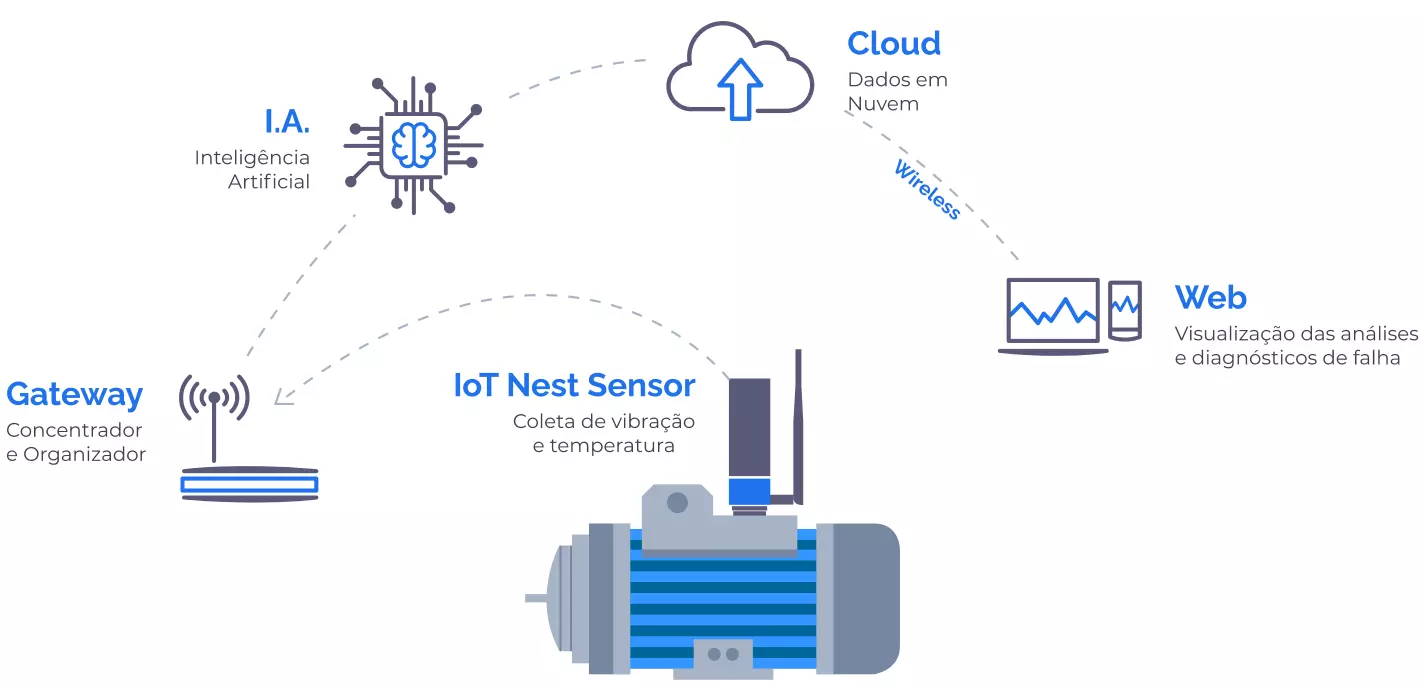 Cloud
Dados em
Nuvem
I.A.
Inteligência
Artificial
Wireless
Web
Visualização das análises
e diagnósticos de falha
Gateway
Concentrador
e Organizador
IoT Nest Sensor
Coleta de vibração
e temperatura